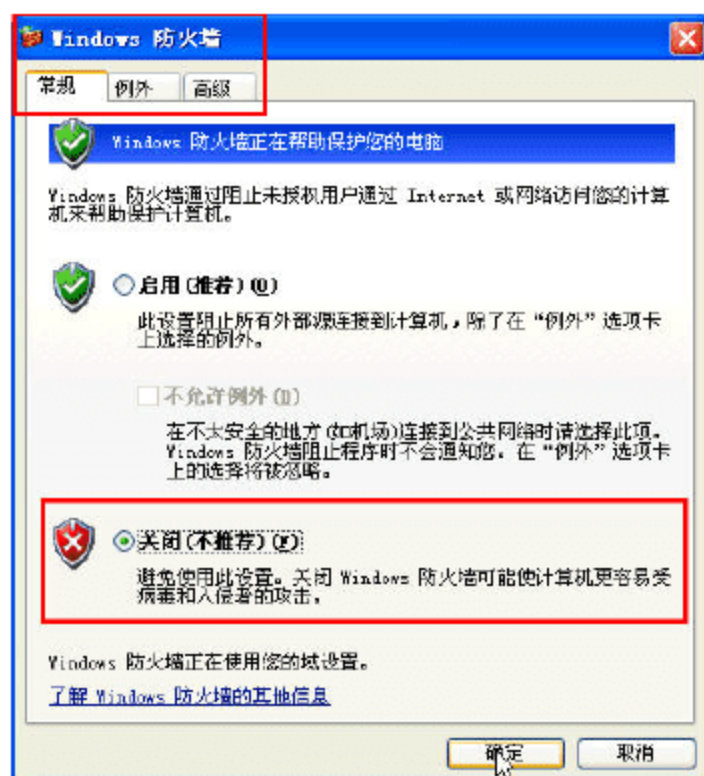 Windows 防火墙
常规 例外 高级
Windows 防火墙正在帮助保护您的电脑
Windows 防火墙通过阻止未授权用户通过 Internet 或网络访问您的计算
机来帮助保护计算机。
启用(推荐)(O)
此设置阻止所有外部源连接到计算机，除了在“例外”选项卡
上选择的例外。
不允许例外(D)
在不太安全的地方(如机场)连接到公共网络时请选择此项。
Windows 防火墙阻止程序时不会通知您。在“例外”选项卡
上的选择将被忽略。
关闭(不推荐)(F)
避免使用此设置。关闭 Windows 防火墙可能使计算机更容易受
病毒和入侵者的攻击。
Windows 防火墙正在使用您的域设置。
了解 Windows 防火墙的其他信息
确定 取消